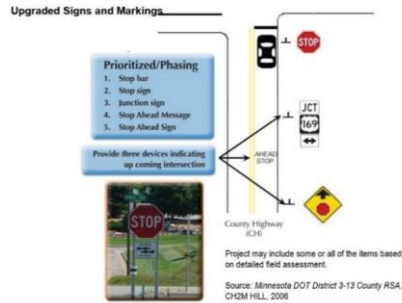 Upgraded Signs and Markings
Prioritized/Phasing
1. Stop bar
2. Stop sign
3. Junction sign
4. Stop Ahead Message
5. Stop Ahead Sign
Provide three devices indicating
up coming intersection
STOP
JCT
169
AHEAD
STOP
STOP
County Highway
(CH)
Project may include some or all of the items based
on detailed field assessment.
Source: Minnesota DOT District 3-13 County RSA,
CH2M HILL, 2006